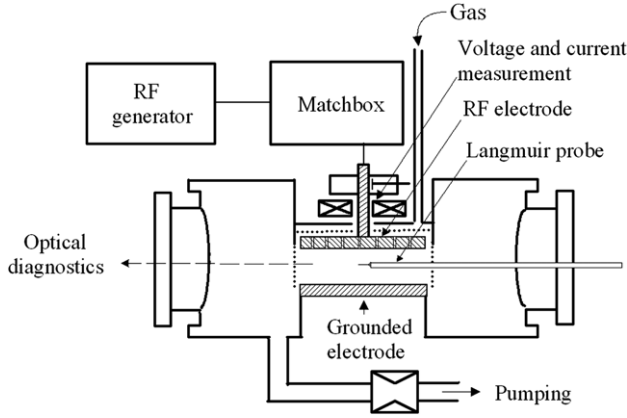 Gas
Voltage and current
measurement
RF
generator
Matchbox
RF electrode
Langmuir probe
Optical
diagnostics
Grounded
electrode
Pumping